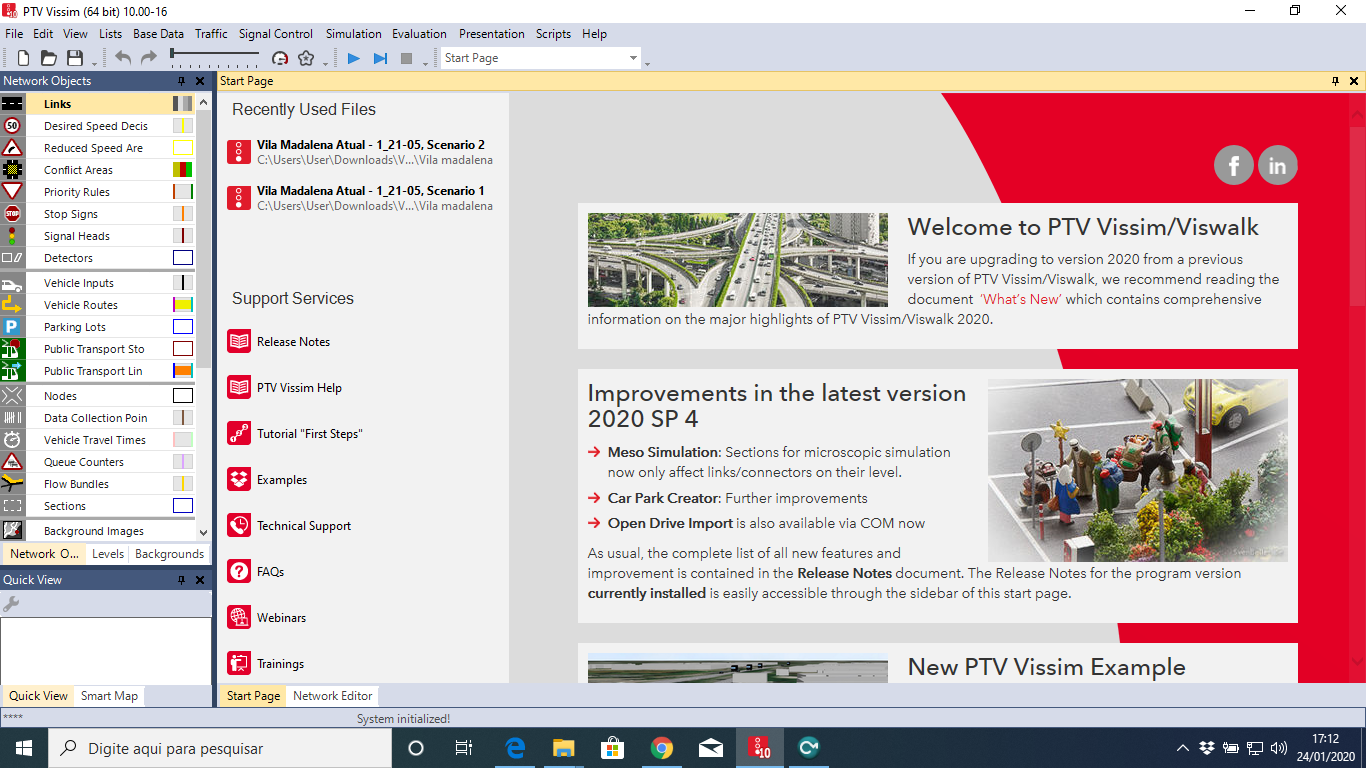 PTV Vissim (64 bit) 10.00-16
File Edit View Lists Base Data Traffic Signal Control Simulation Evaluation Presentation Scripts Help
Start Page
Network Objects
Links
50 Desired Speed Decis
Reduced Speed Are
Conflict Areas
Priority Rules
STOP Stop Signs
Signal Heads
Detectors
Vehicle Inputs
Vehicle Routes
P Parking Lots
Public Transport Sto
Public Transport Lin
Nodes
Data Collection Poin
Vehicle Travel Times
Queue Counters
Flow Bundles
Sections
Background Images
Network O... Levels Backgrounds
Quick View
Quick View Smart Map
Start Page
Recently Used Files
Vila Madalena Atual - 1_21-05, Scenario 2
C:\Users\User\Downloads\V...\Vila madalena
Vila Madalena Atual - 1_21-05, Scenario 1
C:\Users\User\Downloads\V...\Vila madalena
Support Services
Release Notes
PTV Vissim Help
Tutorial "First Steps"
Examples
Technical Support
FAQs
Webinars
Trainings
f in
Welcome to PTV Vissim/Viswalk
If you are upgrading to version 2020 from a previous
version of PTV Vissim/Viswalk, we recommend reading the
document ‘What’s New’ which contains comprehensive
information on the major highlights of PTV Vissim/Viswalk 2020.
Improvements in the latest version
2020 SP 4
Meso Simulation: Sections for microscopic simulation
now only affect links/connectors on their level.
Car Park Creator: Further improvements
Open Drive Import is also available via COM now
As usual, the complete list of all new features and
improvement is contained in the Release Notes document. The Release Notes for the program version
currently installed is easily accessible through the sidebar of this start page.
New PTV Vissim Example
Start Page Network Editor
**** System initialized!
Digite aqui para pesquisar
10
17:12
24/01/2020